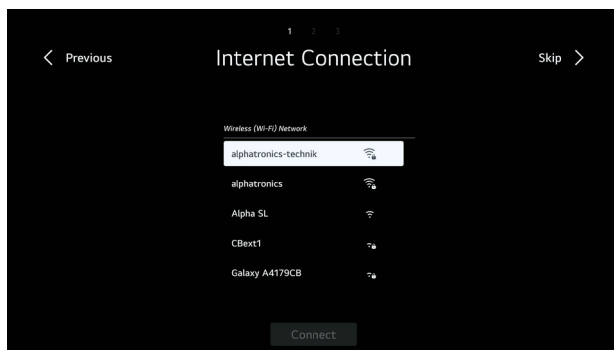 1 2 3
Previous
Internet Connection
Skip
Wireless (Wi-Fi) Network
alphatronics-technik
alphatronics
Alpha SL
CBext1
Galaxy A4179CB
Connect